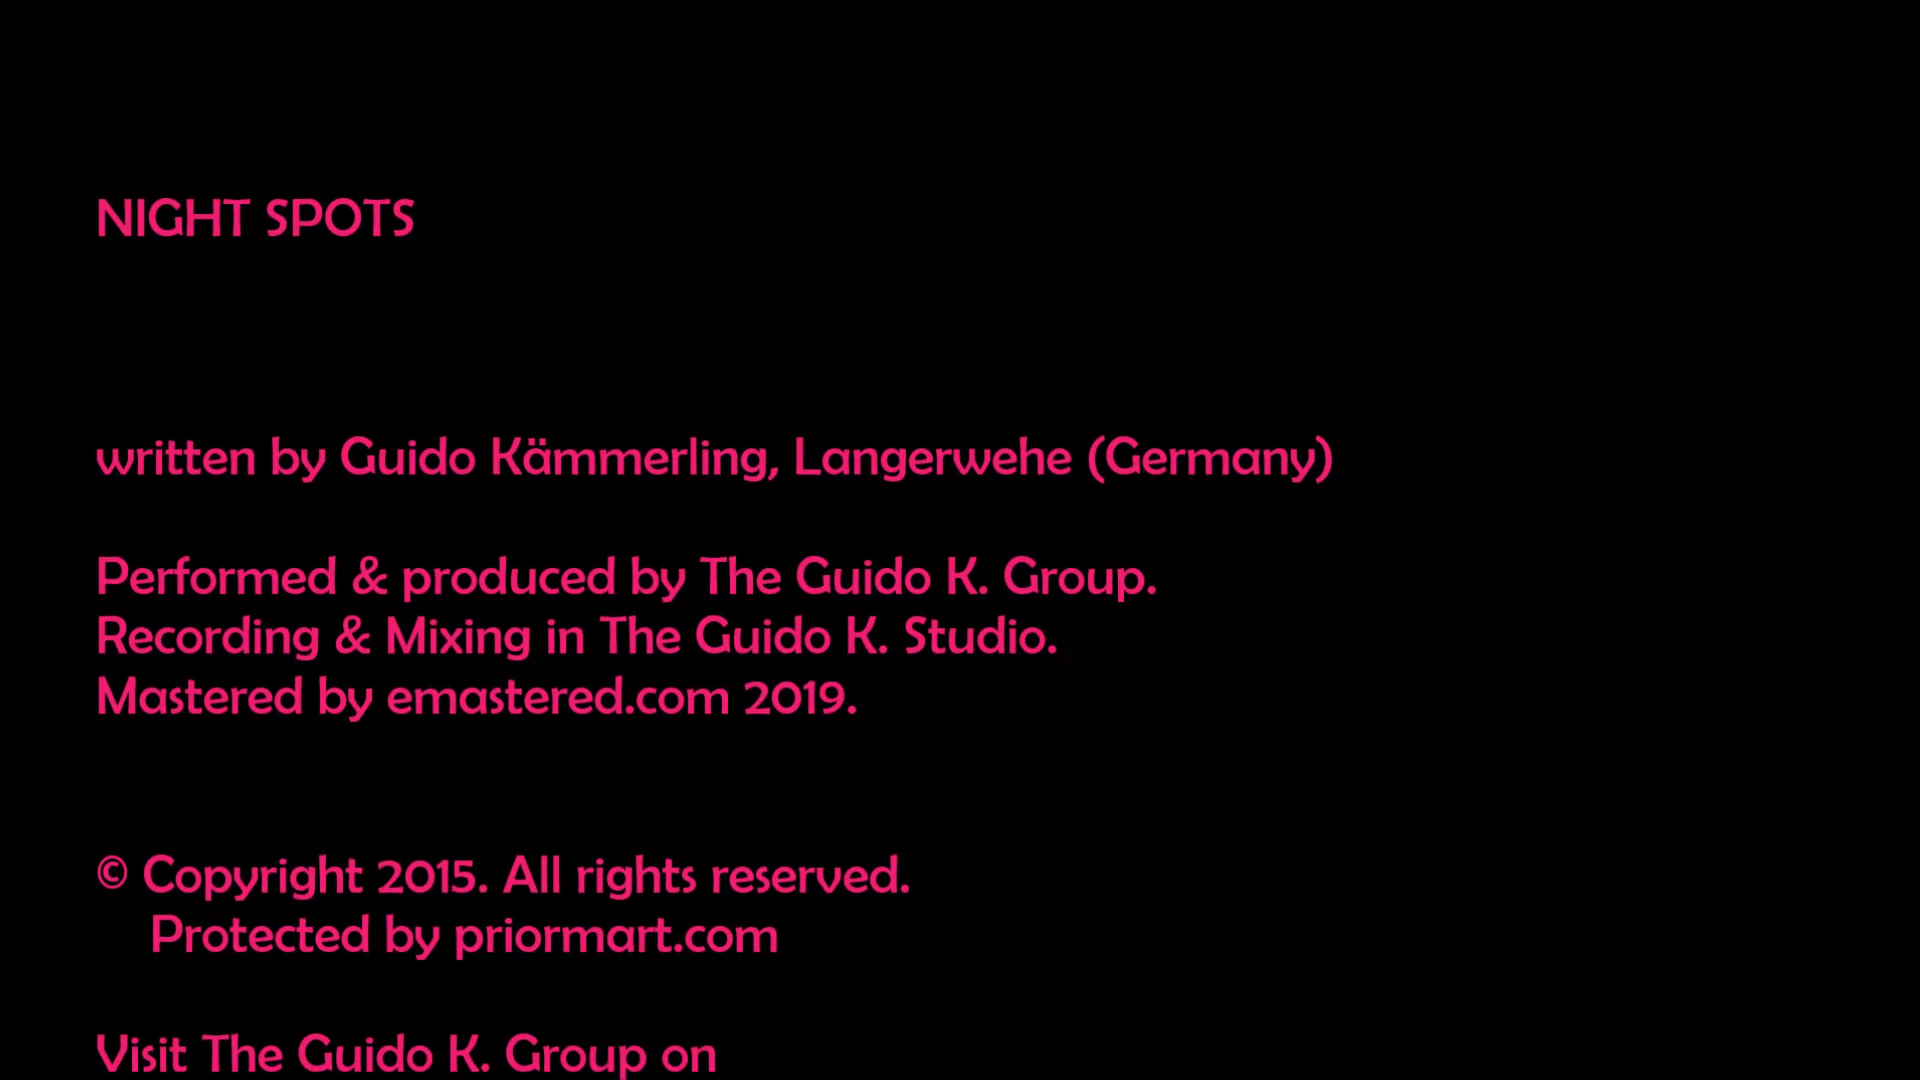 NIGHT SPOTS
written by Guido Kämmerling, Langerwehe (Germany)
Performed & produced by The Guido K. Group.
Recording & Mixing in The Guido K. Studio.
Mastered by emastered.com 2019.
© Copyright 2015. All rights reserved.
Protected by priormart.com
Visit The Guido K. Group on